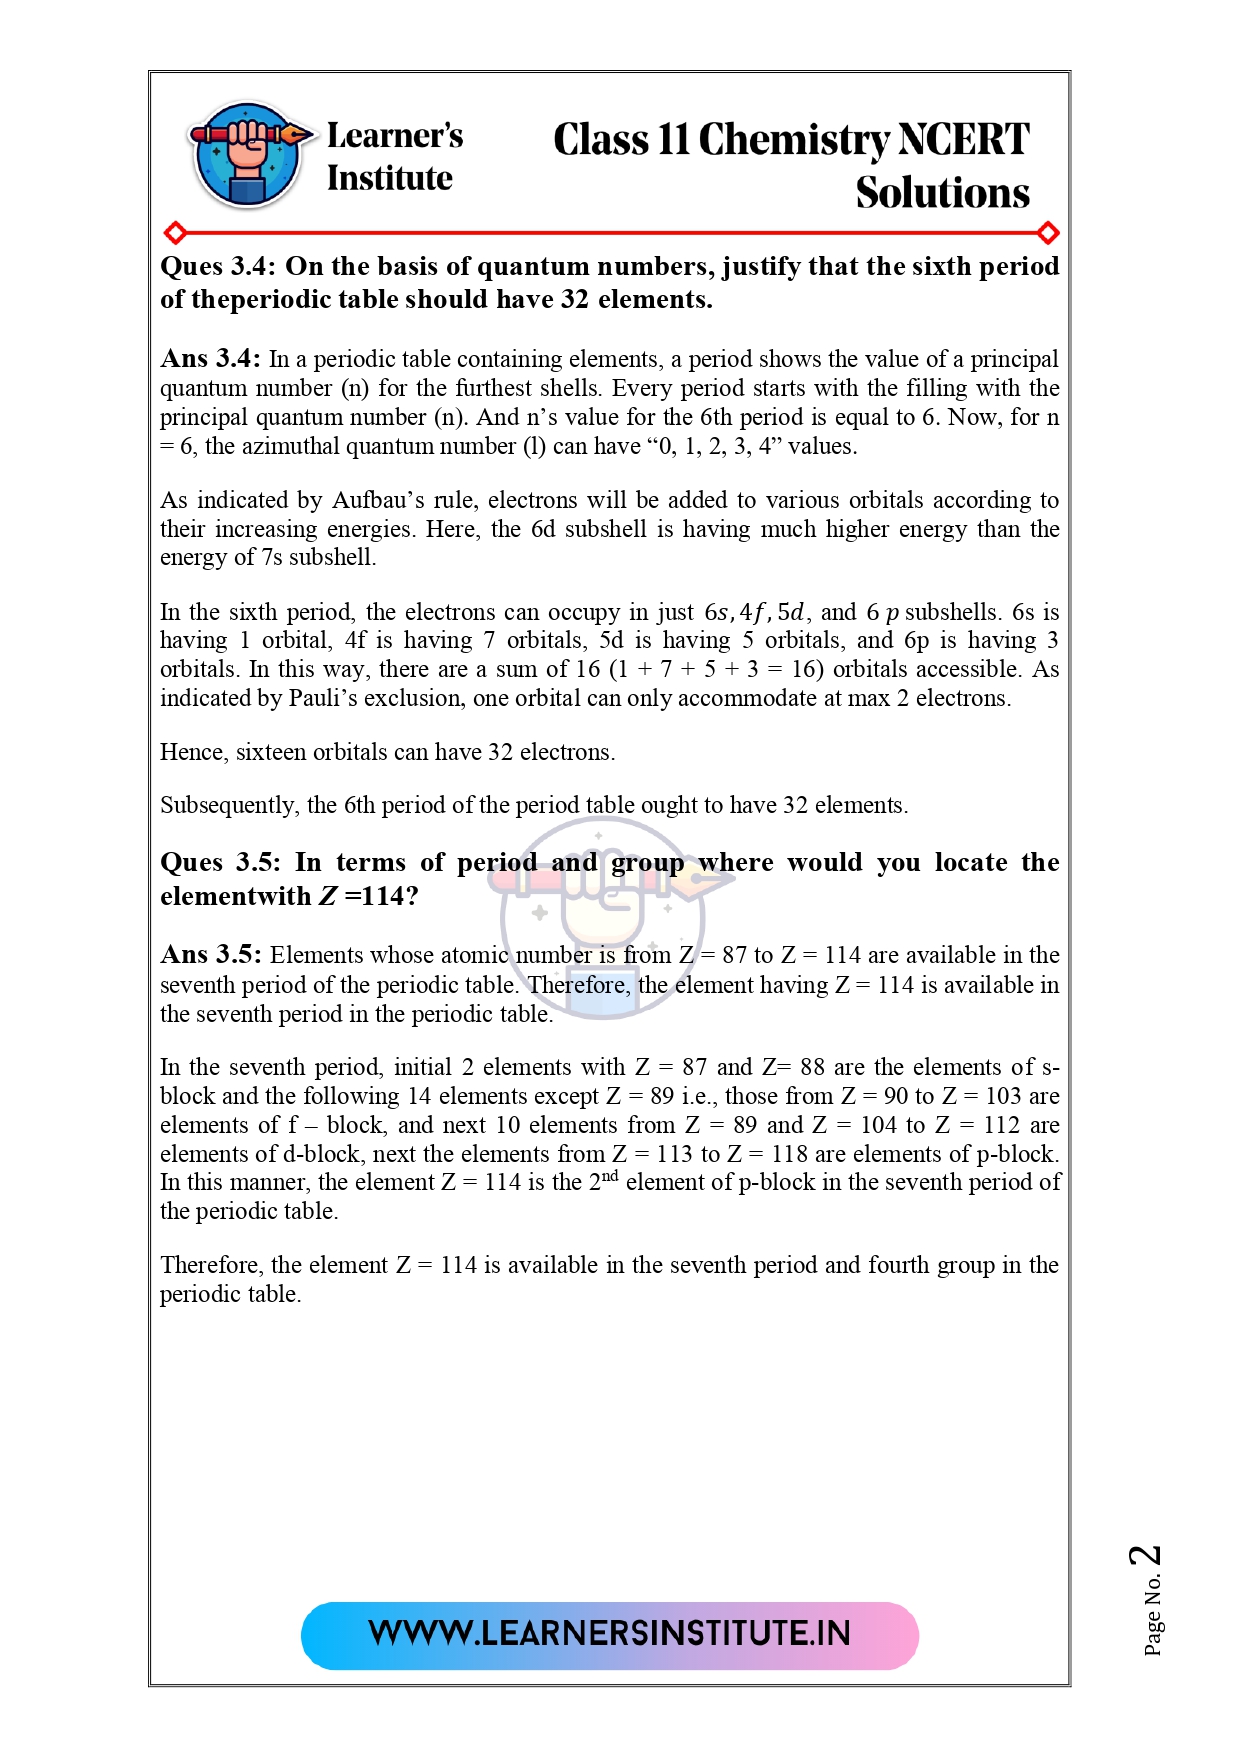 Learner's
Institute
Class 11 Chemistry NCERT
Solutions
Ques 3.4: On the basis of quantum numbers, justify that the sixth period
of theperiodic table should have 32 elements.
Ans 3.4: In a periodic table containing elements, a period shows the value of a principal
quantum number (n) for the furthest shells. Every period starts with the filling with the
principal quantum number (n). And n’s value for the 6th period is equal to 6. Now, for n
= 6, the azimuthal quantum number (l) can have “0, 1, 2, 3, 4” values.
As indicated by Aufbau’s rule, electrons will be added to various orbitals according to
their increasing energies. Here, the 6d subshell is having much higher energy than the
energy of 7s subshell.
In the sixth period, the electrons can occupy in just 6s, 4f, 5d, and 6 p subshells. 6s is
having 1 orbital, 4f is having 7 orbitals, 5d is having 5 orbitals, and 6p is having 3
orbitals. In this way, there are a sum of 16 (1 + 7 + 5 + 3 = 16) orbitals accessible. As
indicated by Pauli’s exclusion, one orbital can only accommodate at max 2 electrons.
Hence, sixteen orbitals can have 32 electrons.
Subsequently, the 6th period of the period table ought to have 32 elements.
Ques 3.5: In terms of period and group where would you locate the
elementwith Z =114?
Ans 3.5: Elements whose atomic number is from Z = 87 to Z = 114 are available in the
seventh period of the periodic table. Therefore, the element having Z = 114 is available in
the seventh period in the periodic table.
In the seventh period, initial 2 elements with Z = 87 and Z= 88 are the elements of s-
block and the following 14 elements except Z = 89 i.e., those from Z = 90 to Z = 103 are
elements of f – block, and next 10 elements from Z = 89 and Z = 104 to Z = 112 are
elements of d-block, next the elements from Z = 113 to Z = 118 are elements of p-block.
In this manner, the element Z = 114 is the 2nd element of p-block in the seventh period of
the periodic table.
Therefore, the element Z = 114 is available in the seventh period and fourth group in the
periodic table.
WWW.LEARNERSINSTITUTE.IN
Page No. 2